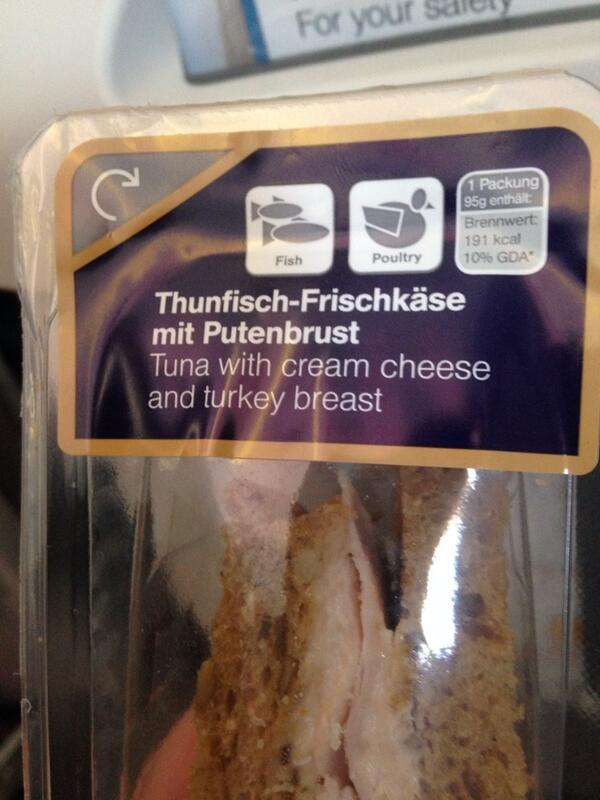 For your safety
Fish
Poultry
1 Packung
95g enthält:
Brennwert:
191 kcal
10% GDA*
Thunfisch-Frischkäse
mit Putenbrust
Tuna with cream cheese
and turkey breast